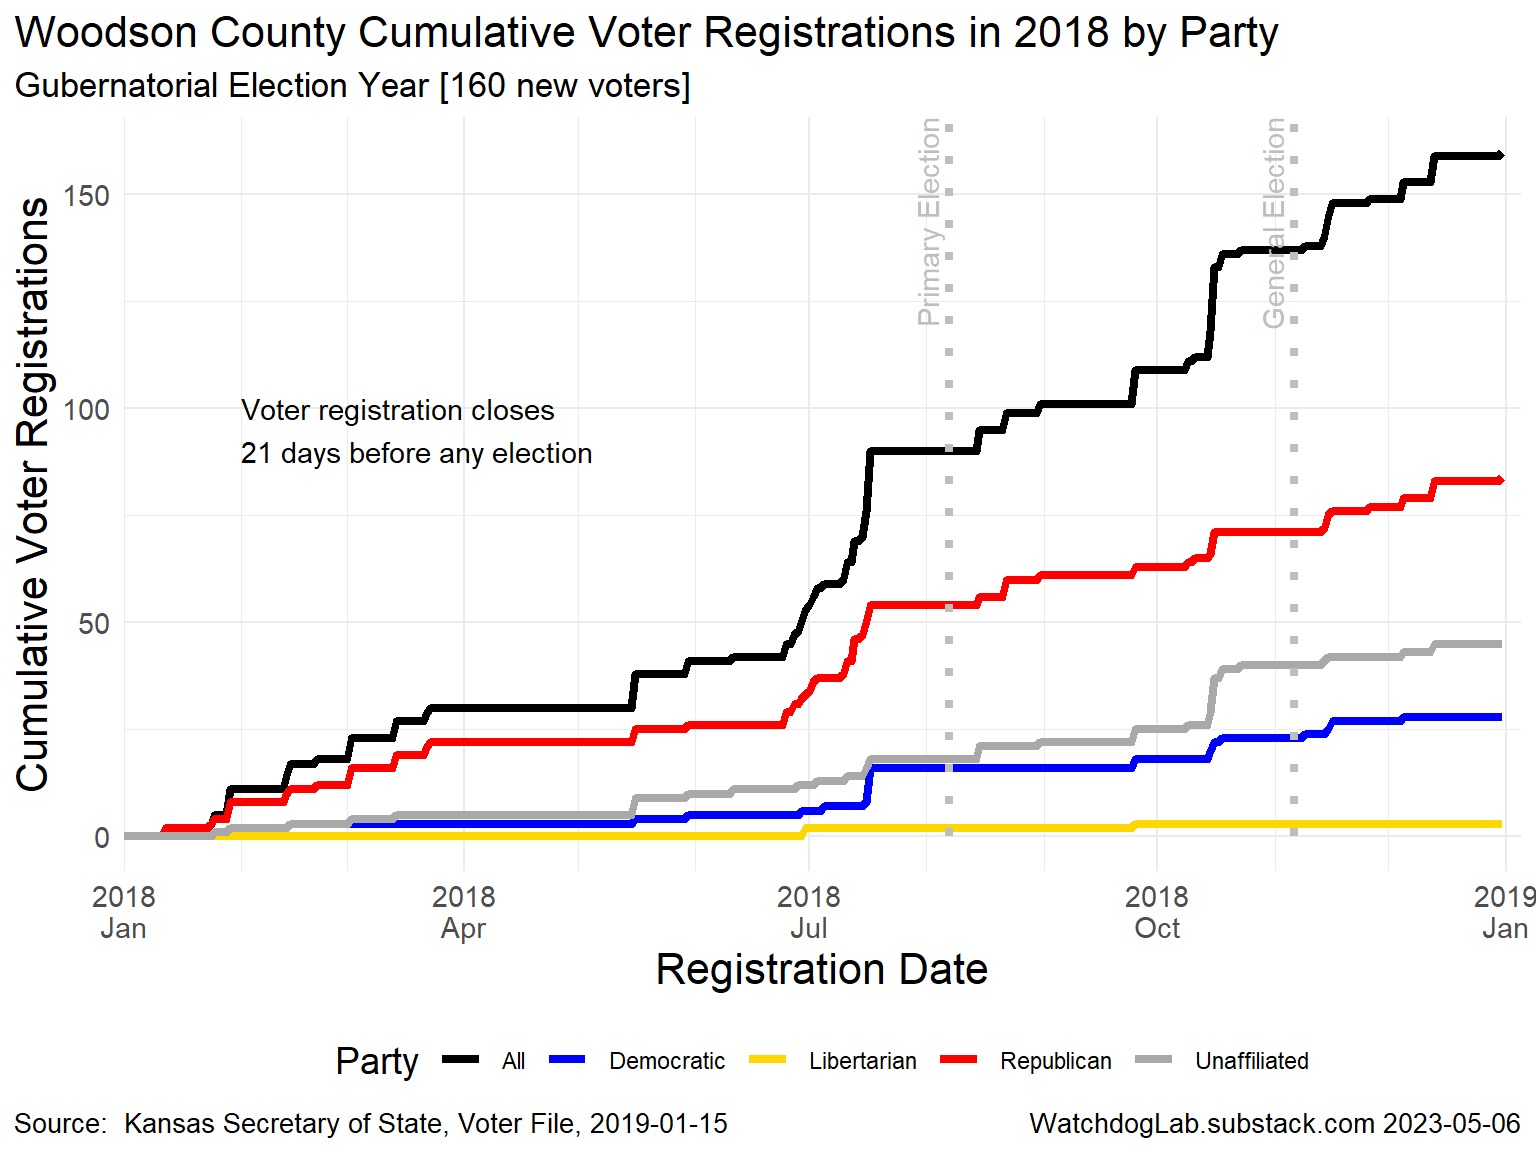 Woodson County Cumulative Voter Registrations in 2018 by Party
Gubernatorial Election Year [160 new voters]
Cumulative Voter Registrations
150
100
50
0
Primary Election
General Election
Voter registration closes
21 days before any election
2018 2018 2018 2018 2019
Jan Apr Jul Oct Jan
Registration Date
Party All Democratic Libertarian Republican Unaffiliated
Source:  Kansas Secretary of State, Voter File, 2019-01-15
WatchdogLab.substack.com 2023-05-06